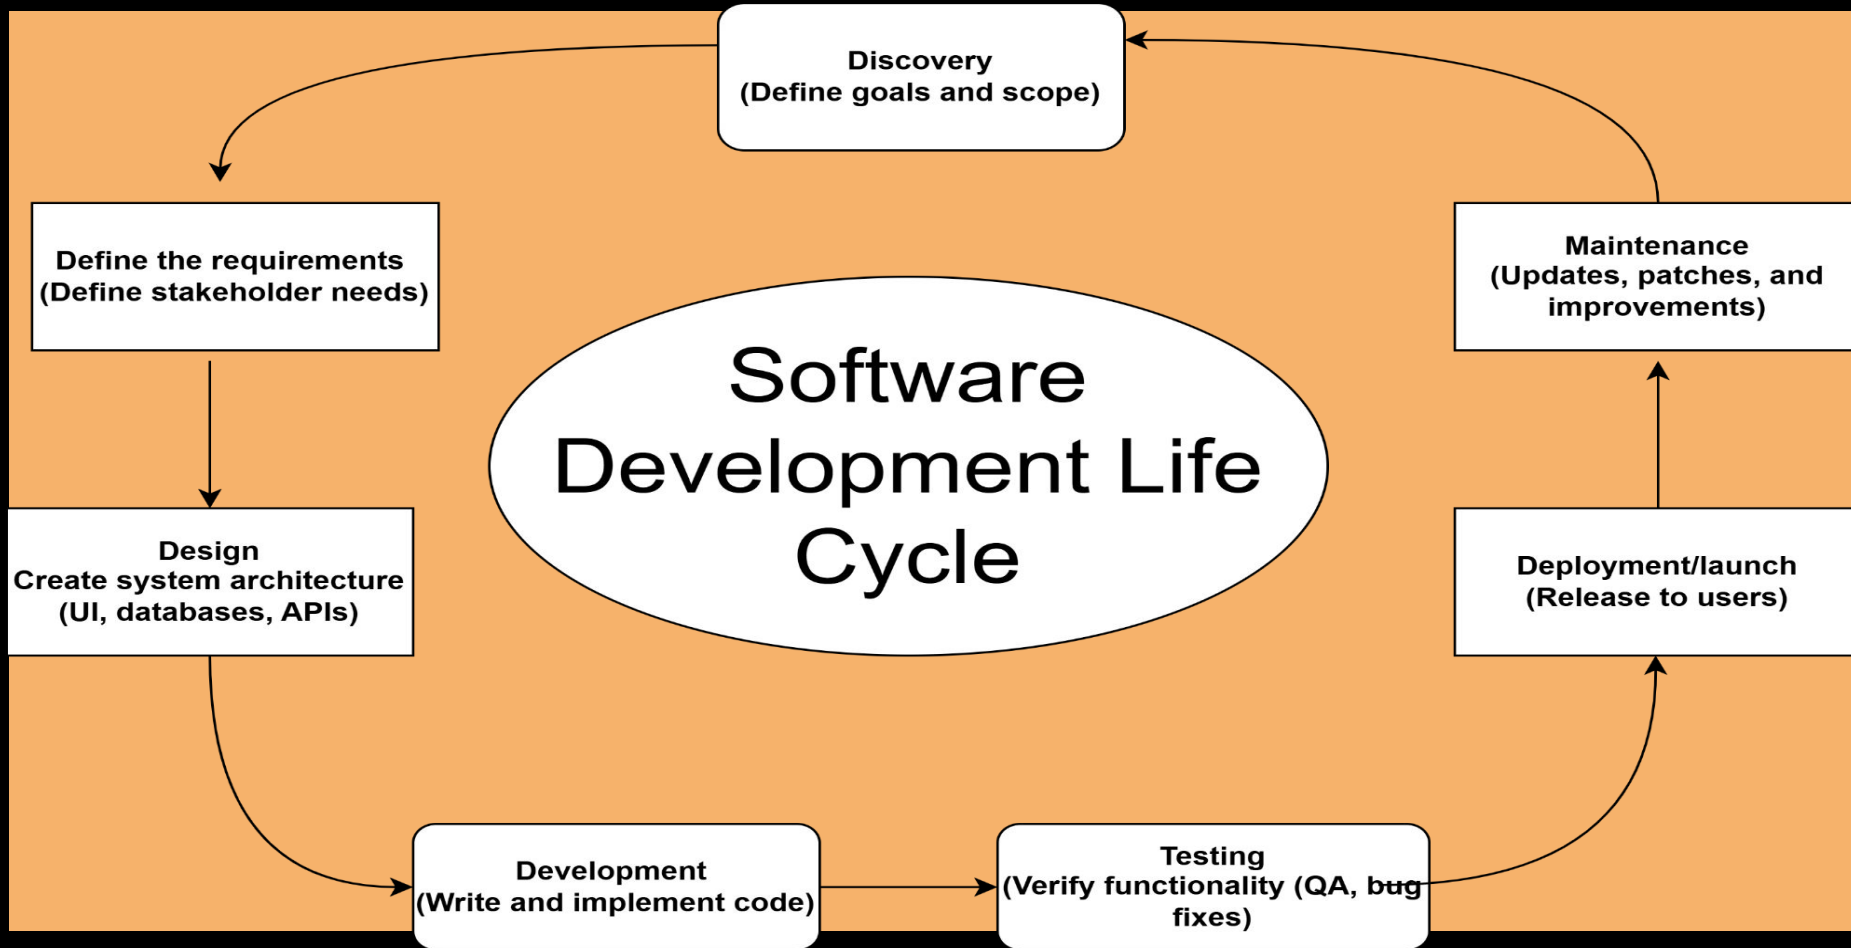 Discovery
(Define goals and scope)
Define the requirements
(Define stakeholder needs)
Maintenance
(Updates, patches, and
improvements)
Software
Development Life
Cycle
Design
Create system architecture
(UI, databases, APIs)
Deployment/launch
(Release to users)
Development
(Write and implement code)
Testing
(Verify functionality (QA, bug
fixes)